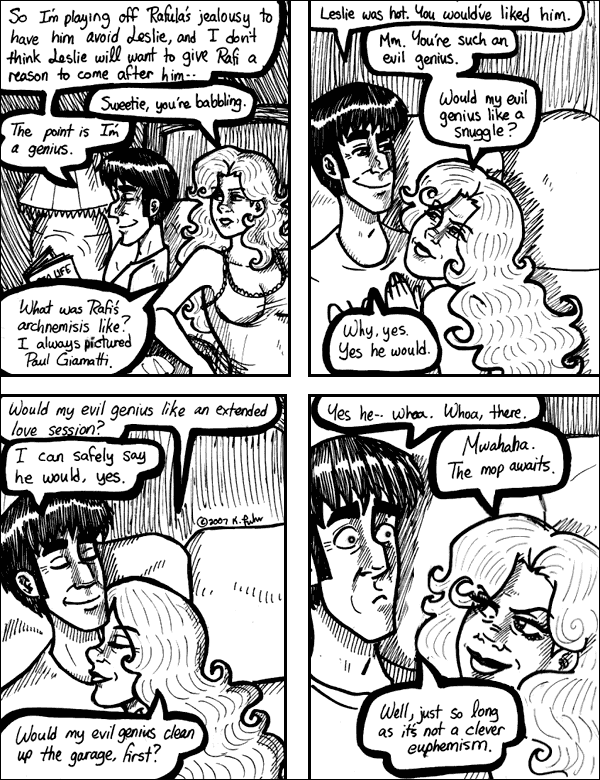 So I'm playing off Rafula's jealousy to
have him avoid Leslie, and I don't
think Leslie will want to give Rafi a
reason to come after him--
Sweetie, you're babbling.
The point is I'm
a genius.
LIFE
What was Rafi's
archnemisis like?
I always pictured
Paul Giamatti.
Leslie was hot. You would've liked him.
Mm. You're such an
evil genius.
Would my evil
genius like a
snuggle?
Why, yes.
Yes he would.
Would my evil genius like an extended
love session?
I can safely say
he would, yes.
©2007 K. Fuhr
Would my evil genius clean
up the garage, first?
Yes he-- whoa. Whoa, there.
Mwahaha.
The mop awaits.
Well, just so long
as it's not a clever
euphemism.